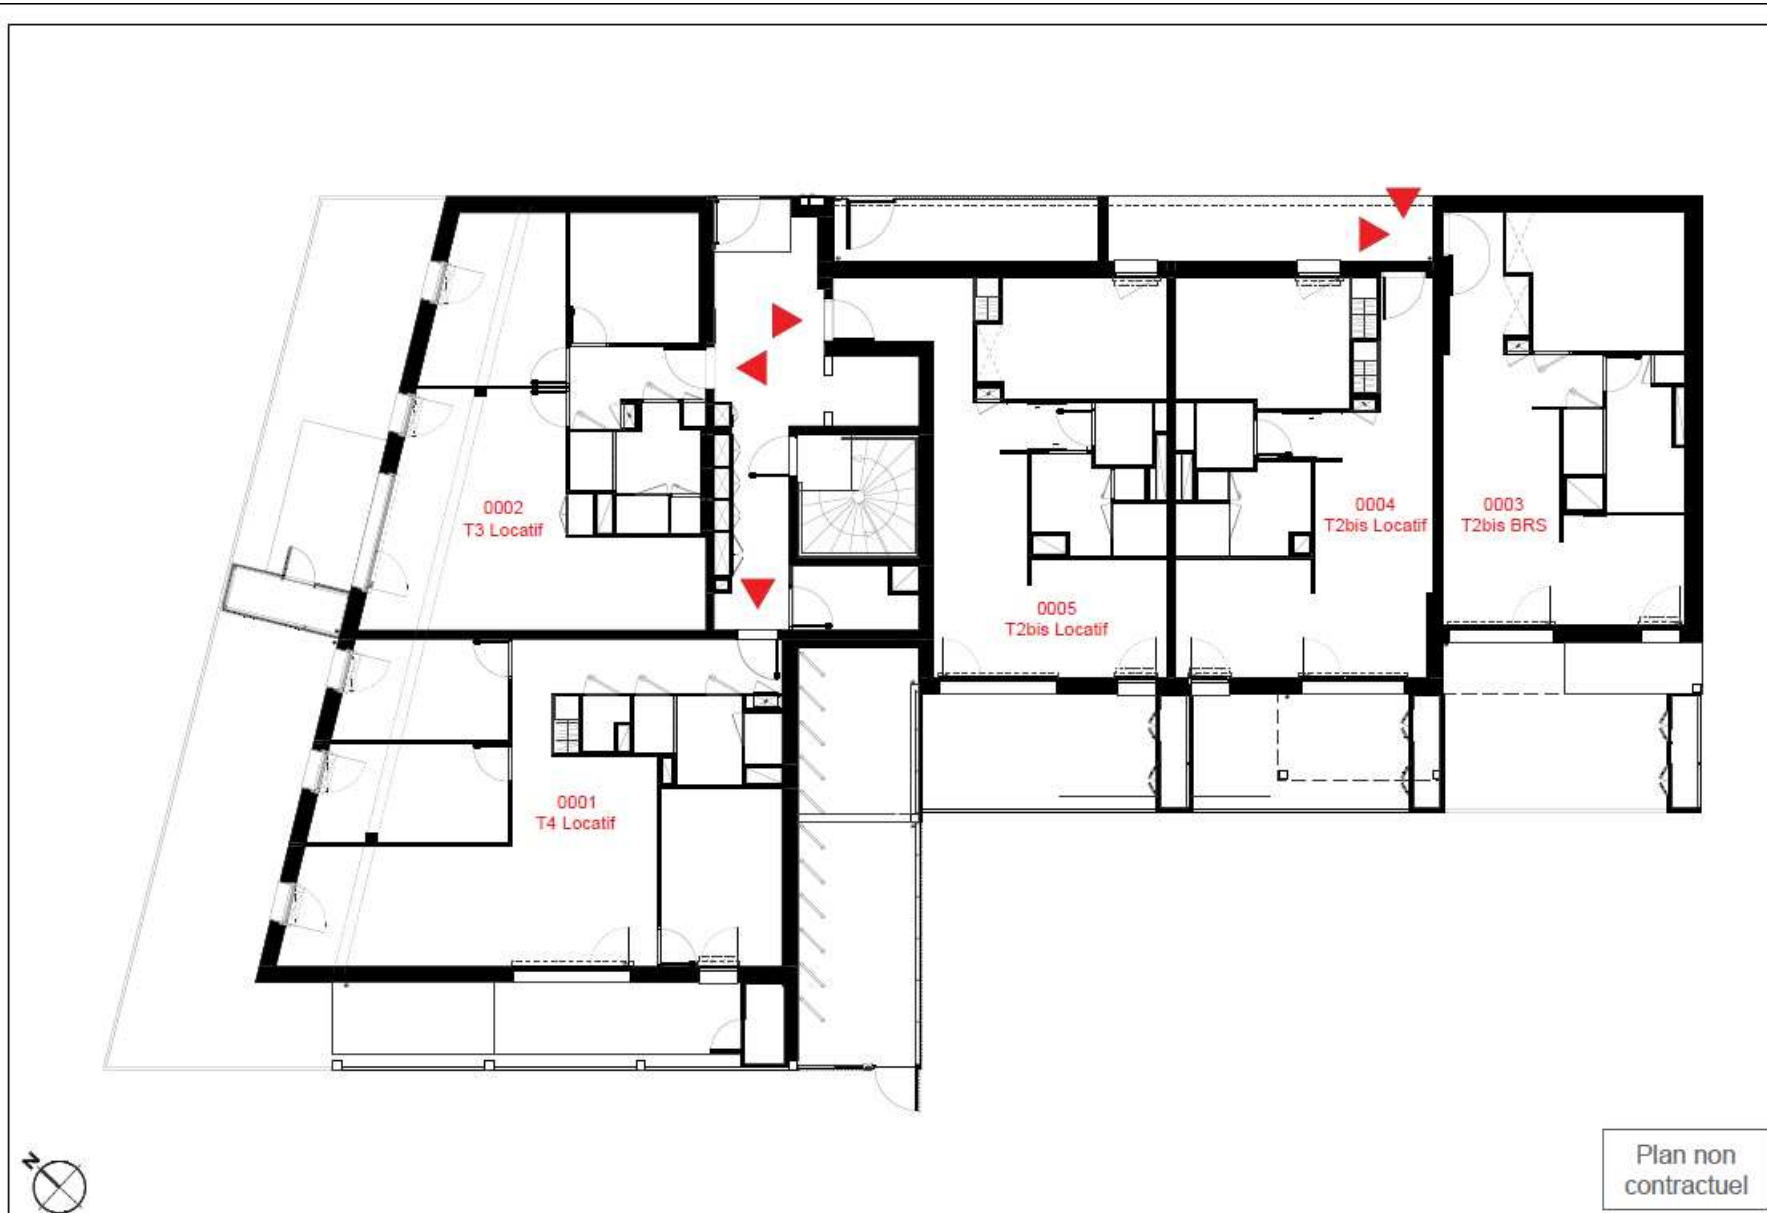 0002
T3 Locatif
0004
T2bis Locatif
0003
T2bis BRS
0005
T2bis Locatif
0001
T4 Locatif
N
Plan non
contractuel